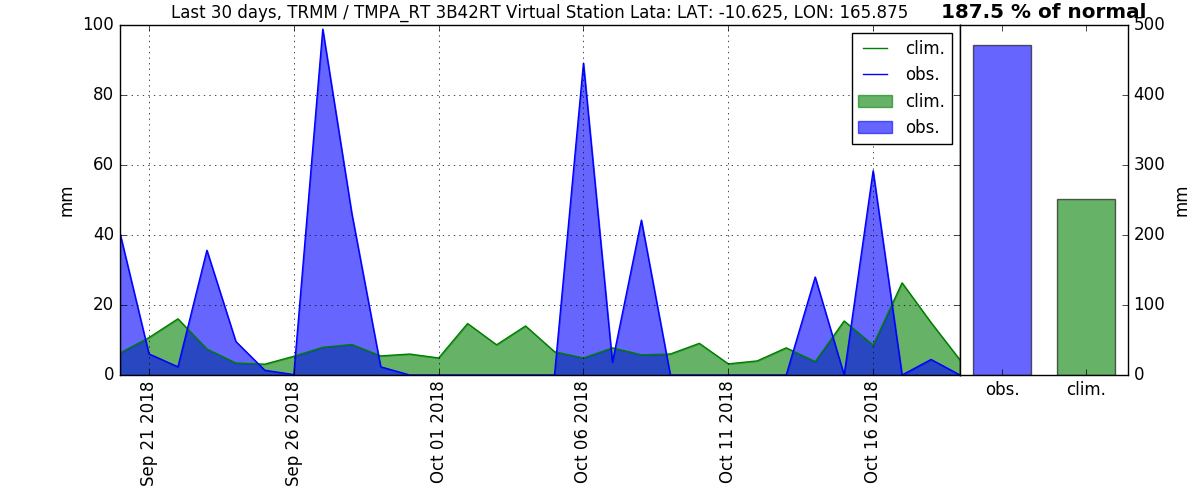 Last 30 days, TRMM / TMPA_RT 3B42RT Virtual Station Lata: LAT: -10.625, LON: 165.875
187.5 % of normal
100
80
60
40
20
0
mm
clim.
obs.
clim.
obs.
500
400
300
200
100
0
mm
obs.
clim.
Sep 21 2018
Sep 26 2018
Oct 01 2018
Oct 06 2018
Oct 11 2018
Oct 16 2018